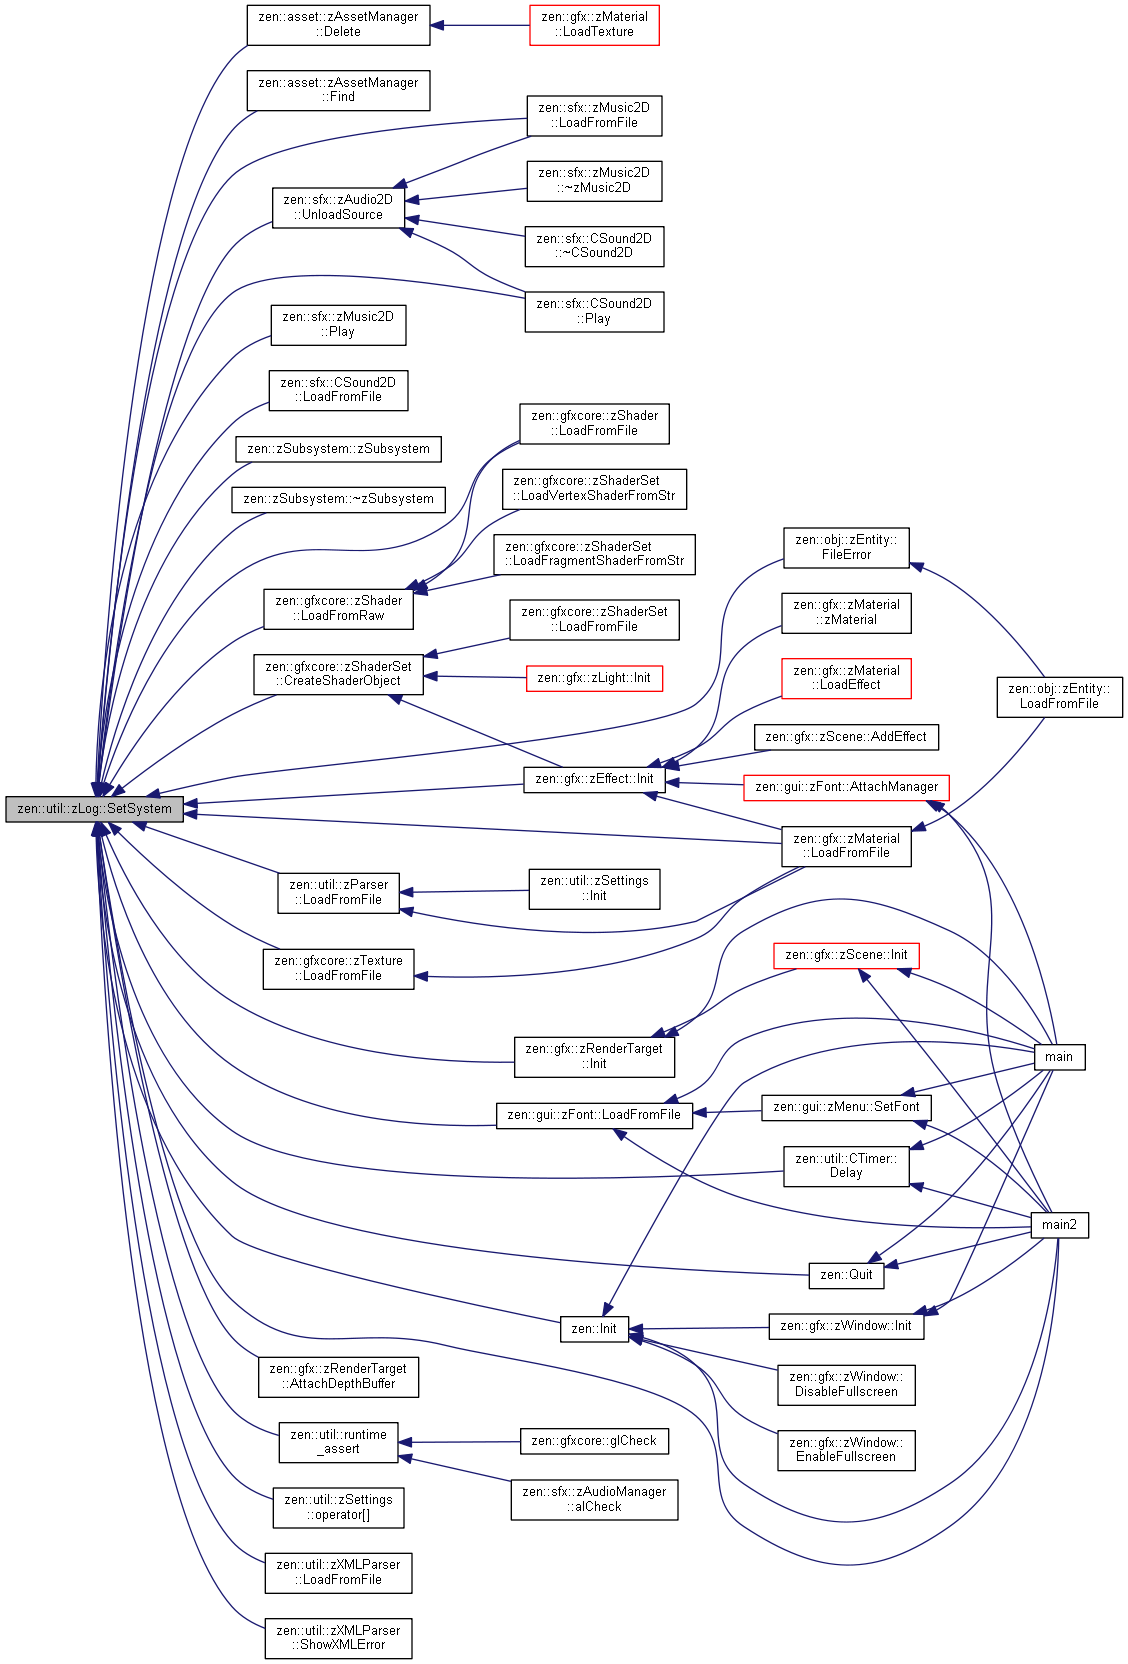 zen::asset::zAssetManager
::Delete
zen::gfx::zMaterial
::LoadTexture
zen::asset::zAssetManager
::Find
zen::sfx::zMusic2D
::LoadFromFile
zen::sfx::zMusic2D
::~zMusic2D
zen::sfx::zAudio2D
::UnloadSource
zen::sfx::CSound2D
::~CSound2D
zen::sfx::CSound2D
::Play
zen::sfx::zMusic2D
::Play
zen::sfx::CSound2D
::LoadFromFile
zen::gfxcore::zShader
::LoadFromFile
zen::zSubsystem::zSubsystem
zen::gfxcore::zShaderSet
::LoadVertexShaderFromStr
zen::zSubsystem::~zSubsystem
zen::gfxcore::zShaderSet
::LoadFragmentShaderFromStr
zen::obj::zEntity::
FileError
zen::gfxcore::zShader
::LoadFromRaw
zen::gfxcore::zShaderSet
::LoadFromFile
zen::gfx::zMaterial
::zMaterial
zen::gfxcore::zShaderSet
::CreateShaderObject
zen::gfx::zLight::Init
zen::gfx::zMaterial
::LoadEffect
zen::obj::zEntity::
LoadFromFile
zen::gfx::zScene::AddEffect
zen::gfx::zEffect::Init
zen::gui::zFont::AttachManager
zen::util::zLog::SetSystem
zen::gfx::zMaterial
::LoadFromFile
zen::util::zParser
::LoadFromFile
zen::util::zSettings
::Init
zen::gfxcore::zTexture
::LoadFromFile
zen::gfx::zScene::Init
zen::gfx::zRenderTarget
::Init
main
zen::gui::zFont::LoadFromFile
zen::gui::zMenu::SetFont
zen::util::CTimer::
Delay
main2
zen::Quit
zen::Init
zen::gfx::zWindow::Init
zen::gfx::zRenderTarget
::AttachDepthBuffer
zen::gfx::zWindow::
DisableFullscreen
zen::util::runtime
_assert
zen::gfxcore::glCheck
zen::gfx::zWindow::
EnableFullscreen
zen::util::zSettings
::operator[]
zen::sfx::zAudioManager
::alCheck
zen::util::zXMLParser
::LoadFromFile
zen::util::zXMLParser
::ShowXMLError